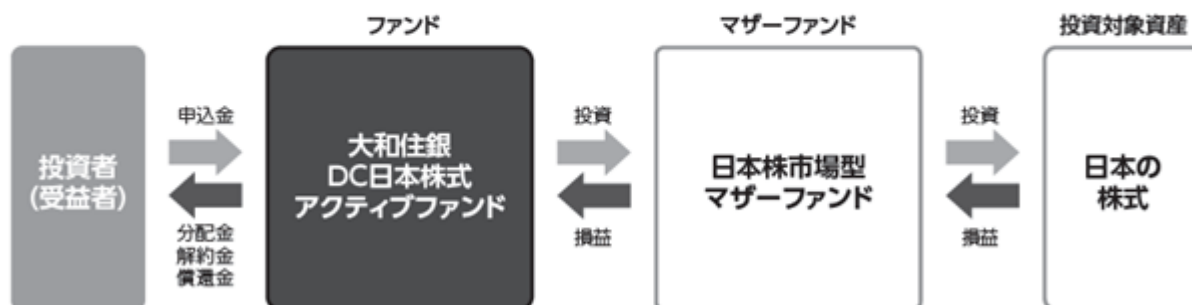 ファンド
マザーファンド
投資対象資産
投資者
(受益者)
申込金
分配金
解約金
償還金
大和住銀
DC日本株式
アクティブファンド
投資
損益
日本株市場型
マザーファンド
投資
損益
日本の
株式